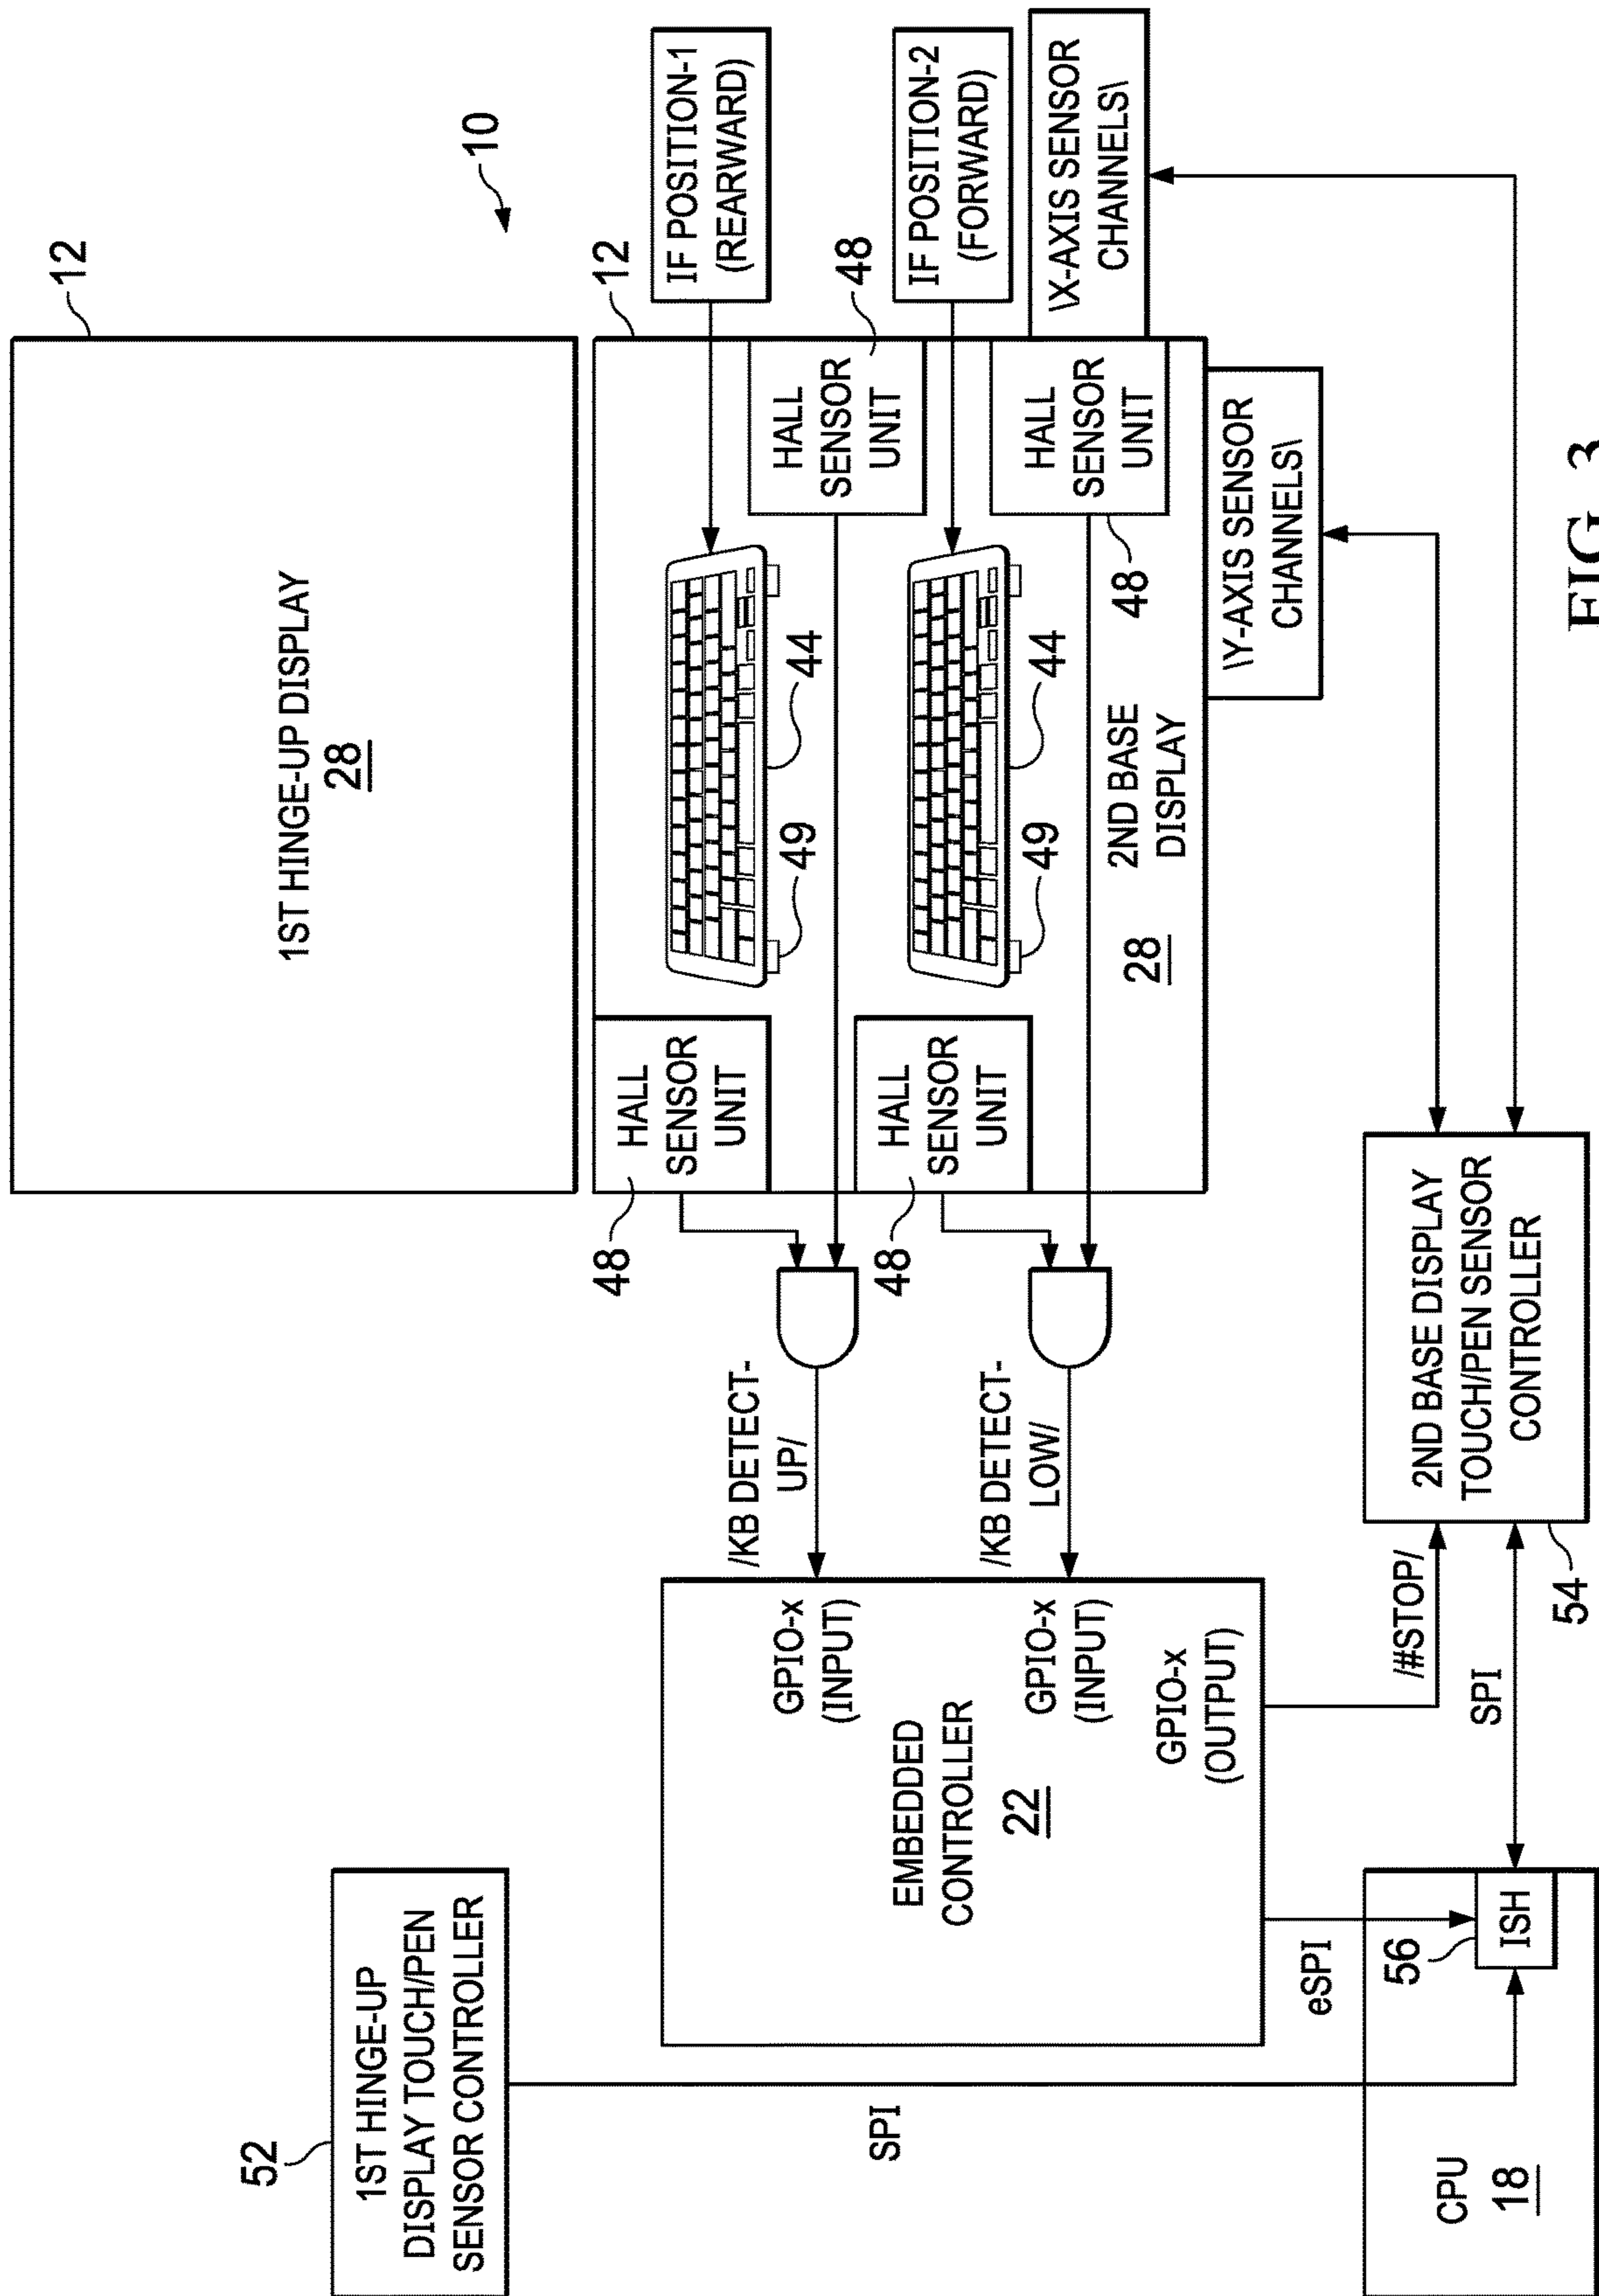 52
1ST HINGE-UP
DISPLAY TOUCH/PEN
SENSOR CONTROLLER
SPI
CPU
18
56
ISH
eSPI
EMBEDDED
CONTROLLER
22
GPIO-x
(INPUT)
GPIO-x
(INPUT)
GPIO-x
(OUTPUT)
/KB DETECT-
UP/
/KB DETECT-
LOW/
/#STOP/
SPI
54
2ND BASE DISPLAY
TOUCH/PEN SENSOR
CONTROLLER
1ST HINGE-UP DISPLAY
28
12
10
12
48
HALL
SENSOR
UNIT
48
HALL
SENSOR
UNIT
49
44
49
44
28
2ND BASE
DISPLAY
HALL
SENSOR
UNIT
48
HALL
SENSOR
UNIT
48
IF POSITION-1
(REARWARD)
IF POSITION-2
(FORWARD)
\X-AXIS SENSOR
CHANNELS\
\Y-AXIS SENSOR
CHANNELS\
FIG. 3